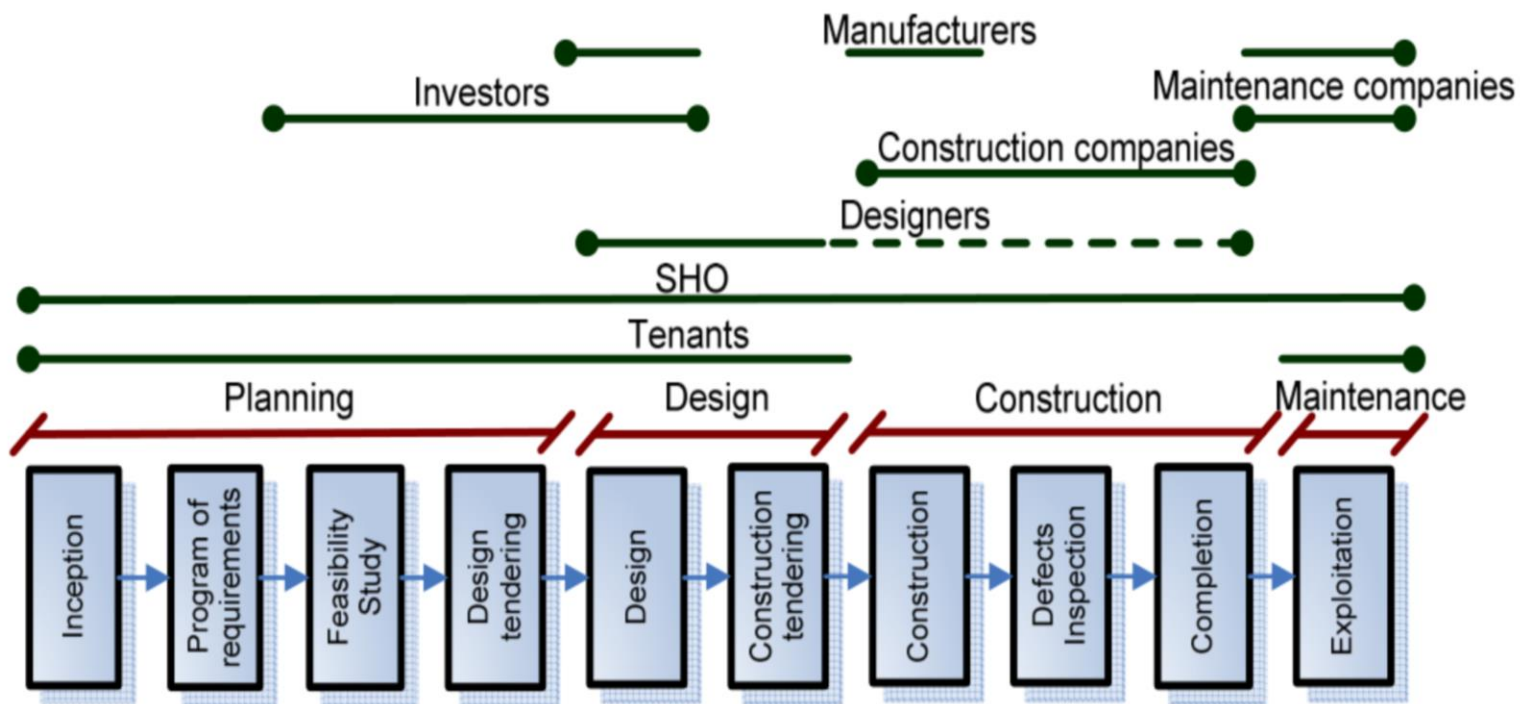 Manufacturers
Investors
Maintenance companies
Construction companies
Designers
SHO
Tenants
Planning
Design
Construction
Maintenance
Inception
Program of
requirements
Feasibility
Study
Design
tendering
Design
Construction
tendering
Construction
Defects
Inspection
Completion
Exploitation